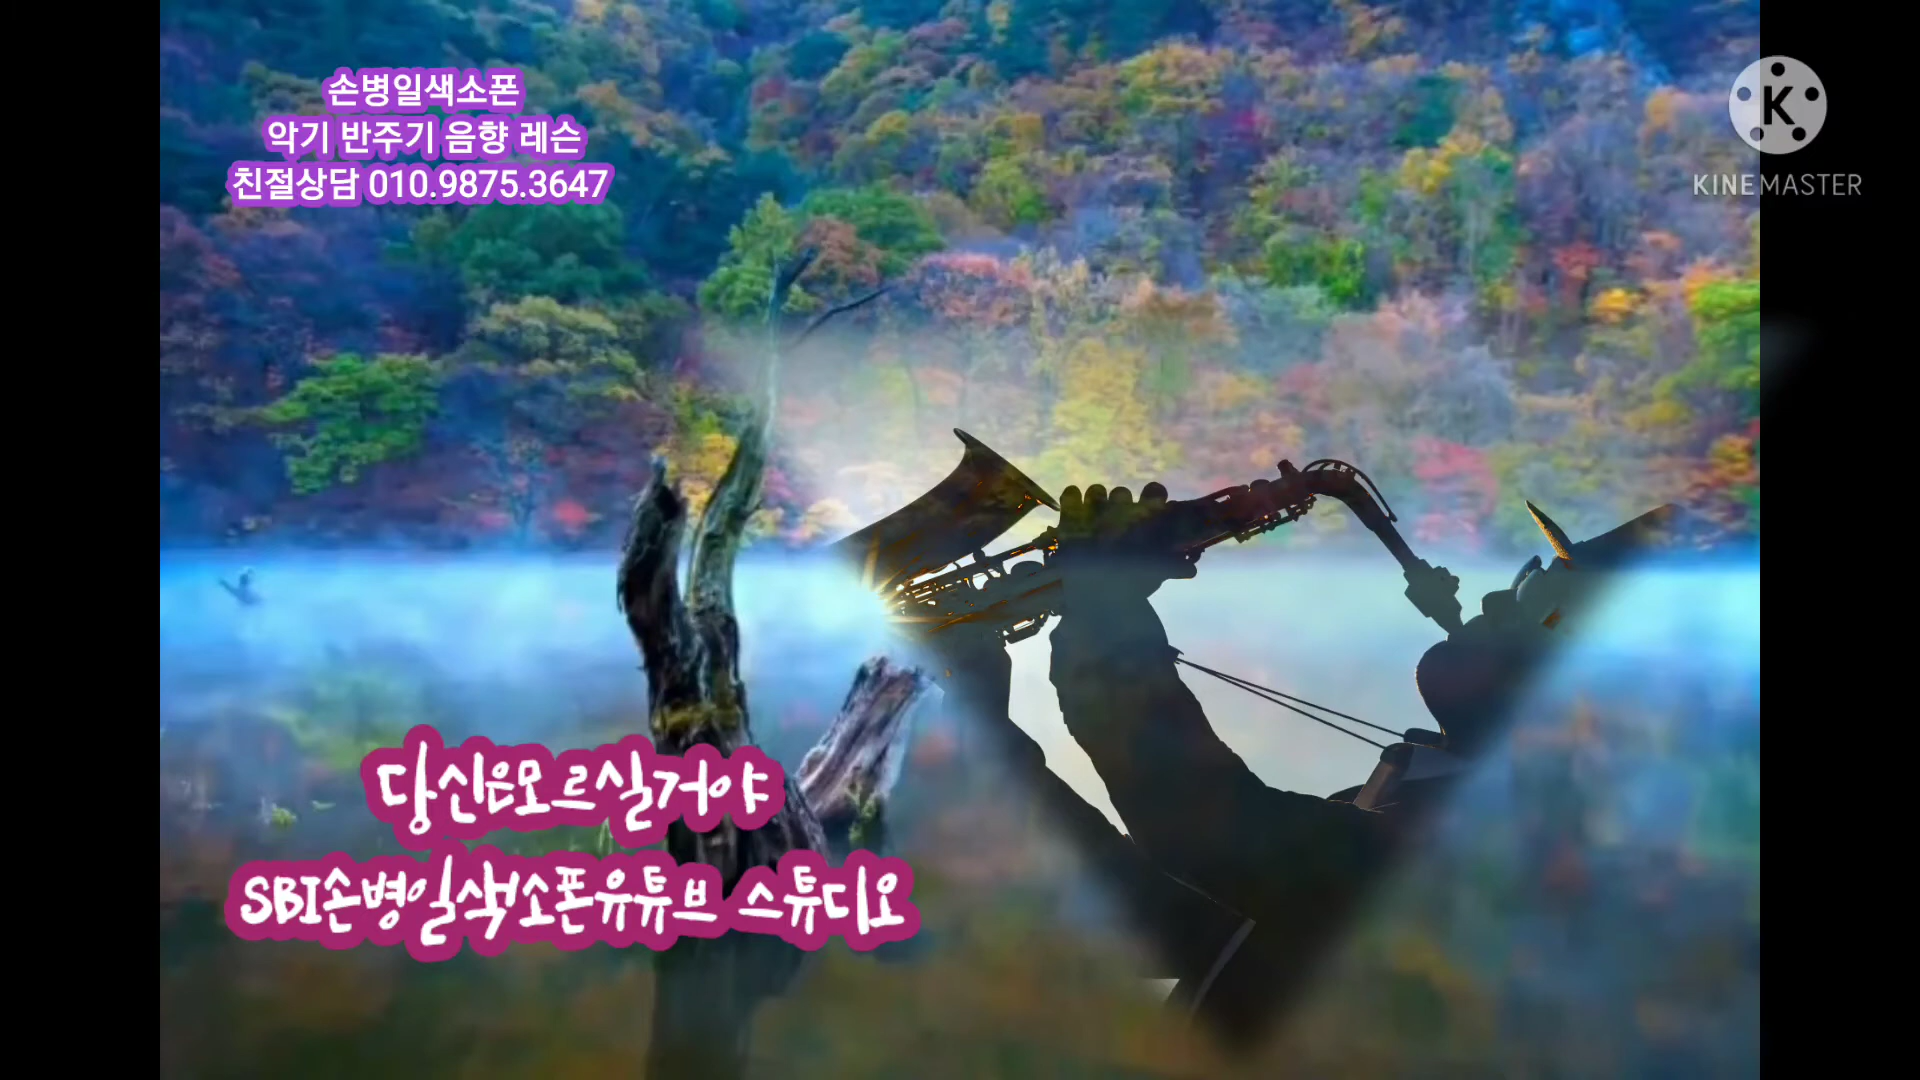 손병일색소폰
악기 반주기 음향 레슨
친절상담 010.9875.3647
K
KINEMASTER
당신은모르실거야
SBI손병일색소폰유튜브 스튜디오